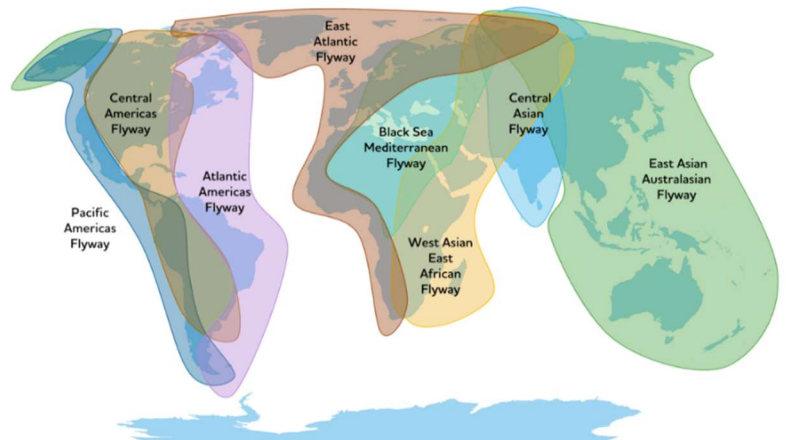 East
Atlantic
Flyway
Central
Americas
Flyway
Central
Asian
Flyway
Black Sea
Mediterranean
Flyway
Atlantic
Americas
Flyway
East Asian
Australasian
Flyway
Pacific
Americas
Flyway
West Asian
East
African
Flyway